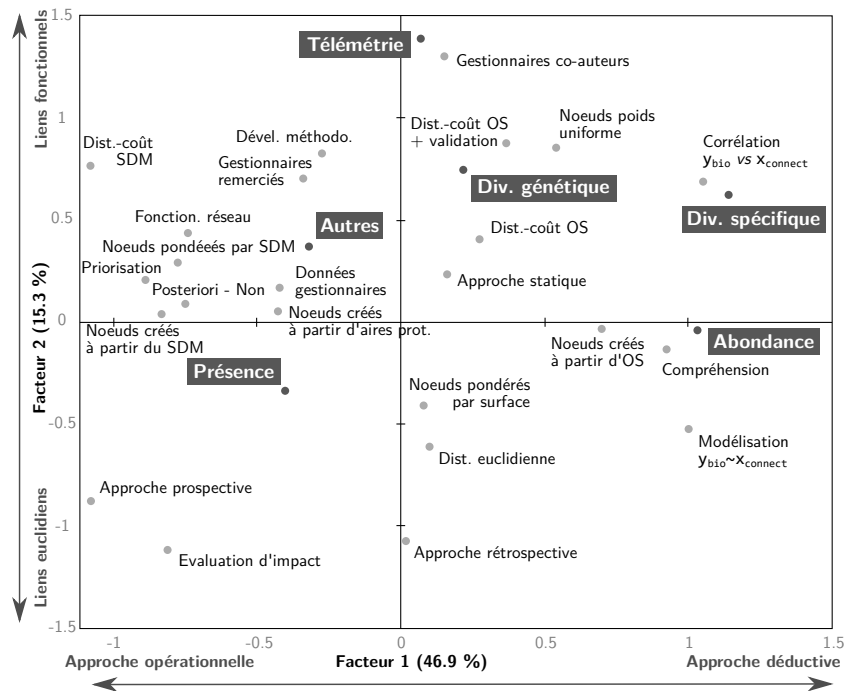 1.5
Télémétrie
Gestionnaires co-auteurs
1
Dist.-coût
SDM
Dével. méthodo.
Gestionnaires
remerciés
Dist.-coût OS
+ validation
Noeuds poids
uniforme
Corrélation
y_bio vs x_connect
Div. génétique
Div. spécifique
0.5
Fonction. réseau
Autres
Dist.-coût OS
Noeuds pondéeés par SDM
Priorisation
Posteriori - Non
Données
gestionnaires
Approche statique
0
Noeuds créés
à partir du SDM
Noeuds créés
à partir d'aires prot.
Noeuds créés
à partir d'OS
Abondance
Compréhension
Présence
Noeuds pondérés
par surface
-0.5
Dist. euclidienne
Modélisation
y_bio~x_connect
Approche prospective
-1
Evaluation d'impact
Approche rétrospective
-1.5
Liens fonctionnels
Facteur 2 (15.3 %)
Liens euclidiens
-1
-0.5
0
0.5
1
1.5
Approche opérationnelle
Facteur 1 (46.9 %)
Approche déductive